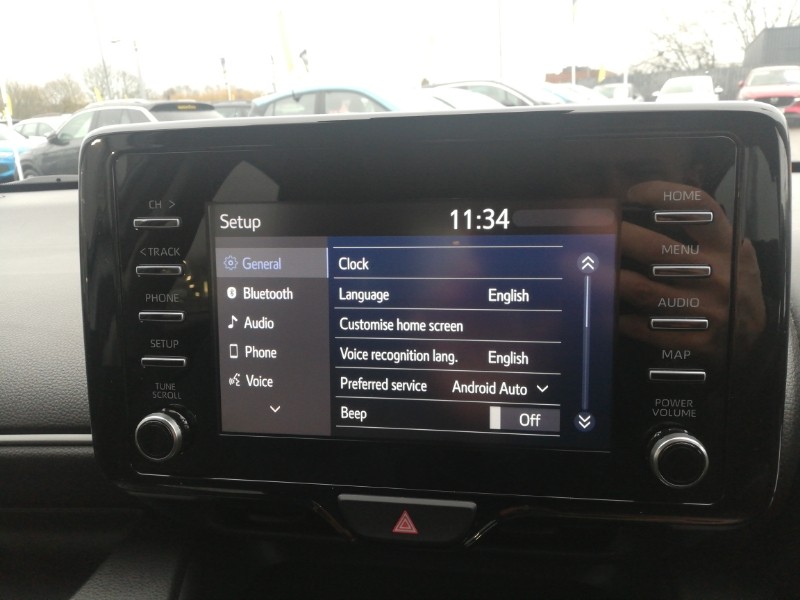 CH >
< TRACK
PHONE
SETUP
TUNE
SCROLL
Setup 11:34
General
Bluetooth
Audio
Phone
Voice
Clock
Language English
Customise home screen
Voice recognition lang. English
Preferred service Android Auto
Beep Off
HOME
MENU
AUDIO
MAP
POWER
VOLUME